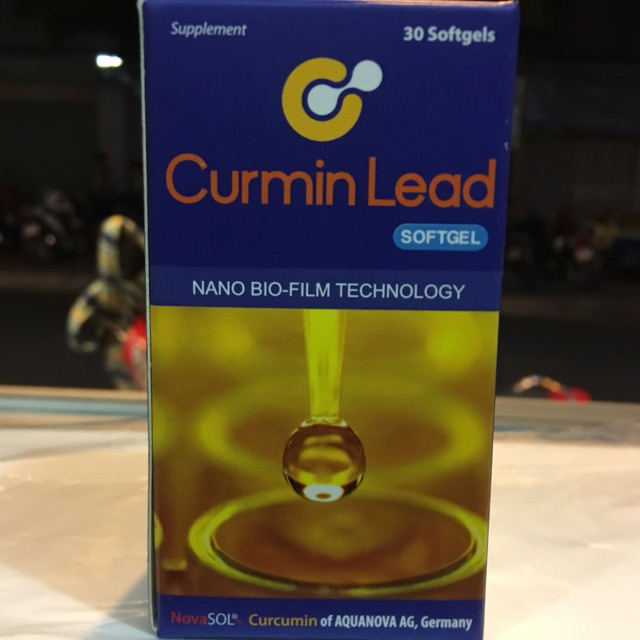 Supplement
30 Softgels
Curmin Lead
SOFTGEL
NANO BIO-FILM TECHNOLOGY
NovaSOL® Curcumin of AQUANOVA AG, Germany